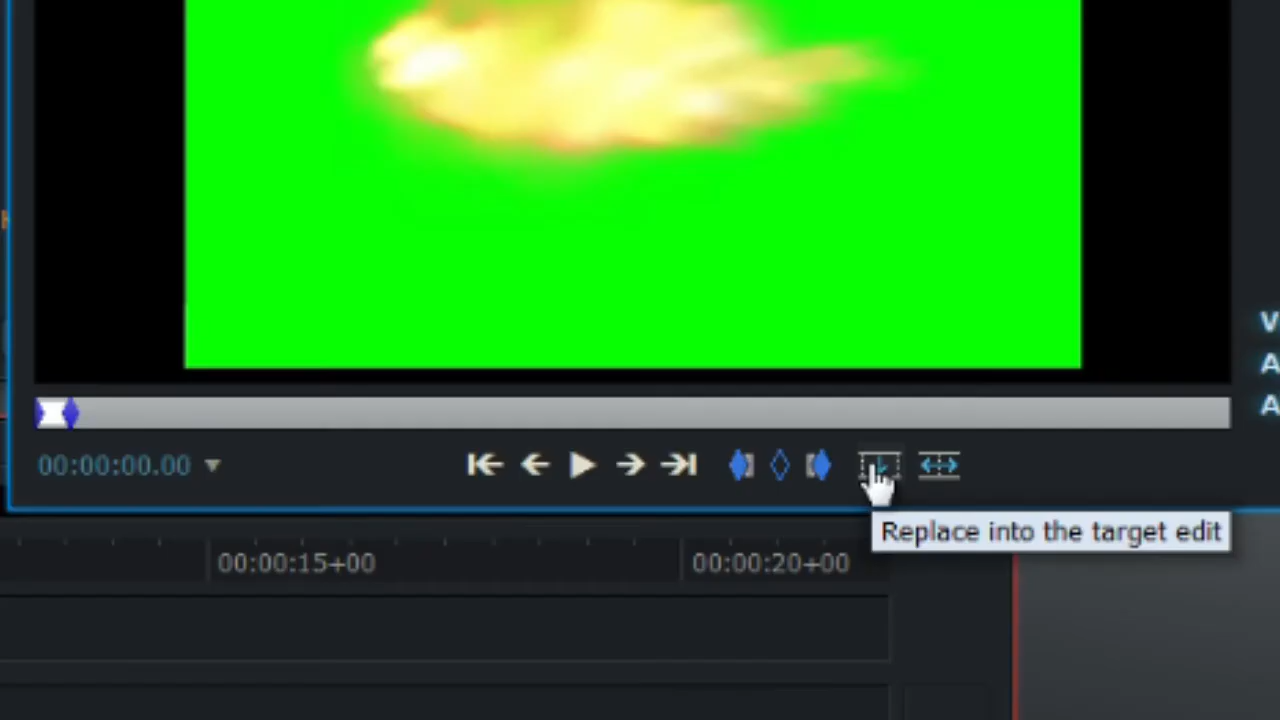 V
A
A
00:00:00.00
Replace into the target edit
00:00:15+00
00:00:20+00